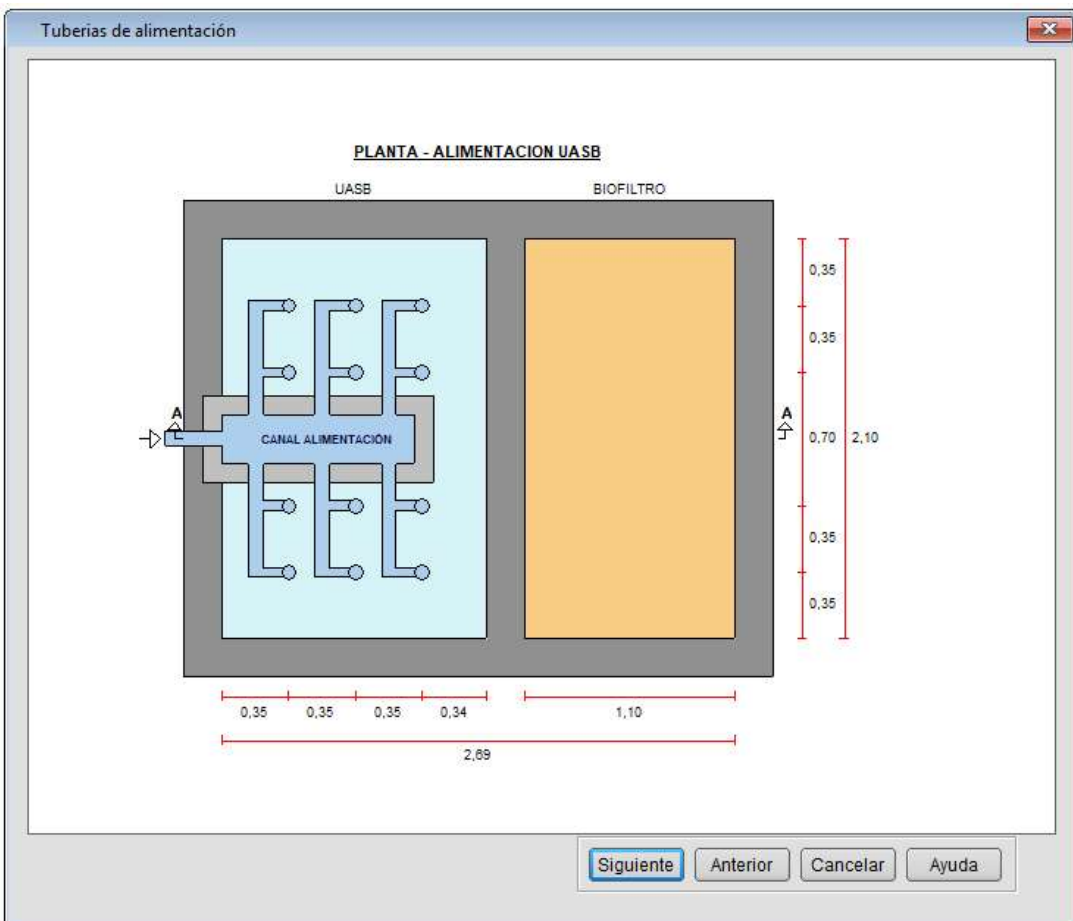 Tuberias de alimentación
PLANTA - ALIMENTACION UASB
UASB
BIOFILTRO
0,35
0,35
A
A
CANAL ALIMENTACIÓN
0,70
2,10
0,35
0,35
0,35
0,35
0,35
0,34
1,10
2,69
Siguiente
Anterior
Cancelar
Ayuda